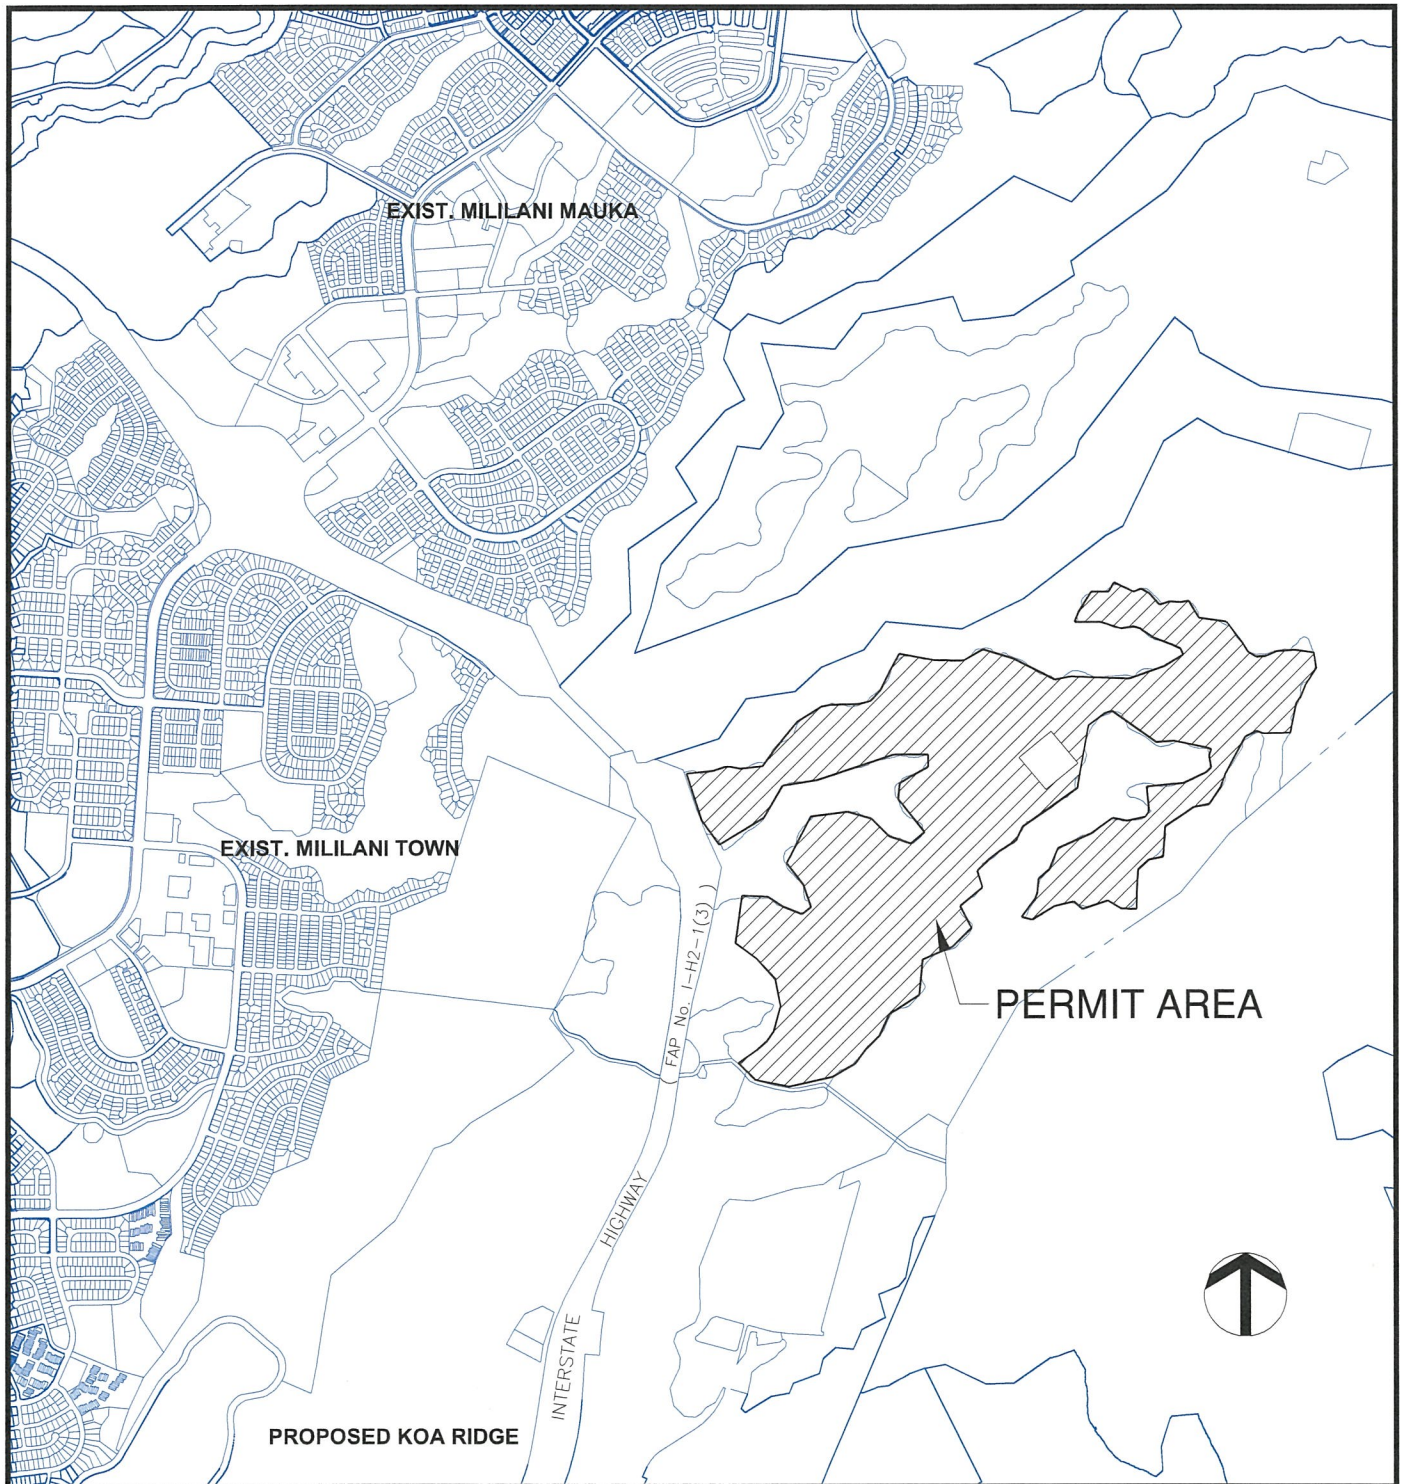 EXIST. MILILANI MAUKA
EXIST. MILILANI TOWN
( FAP No. I-H2-1(3) )
PERMIT AREA
HIGHWAY
INTERSTATE
PROPOSED KOA RIDGE